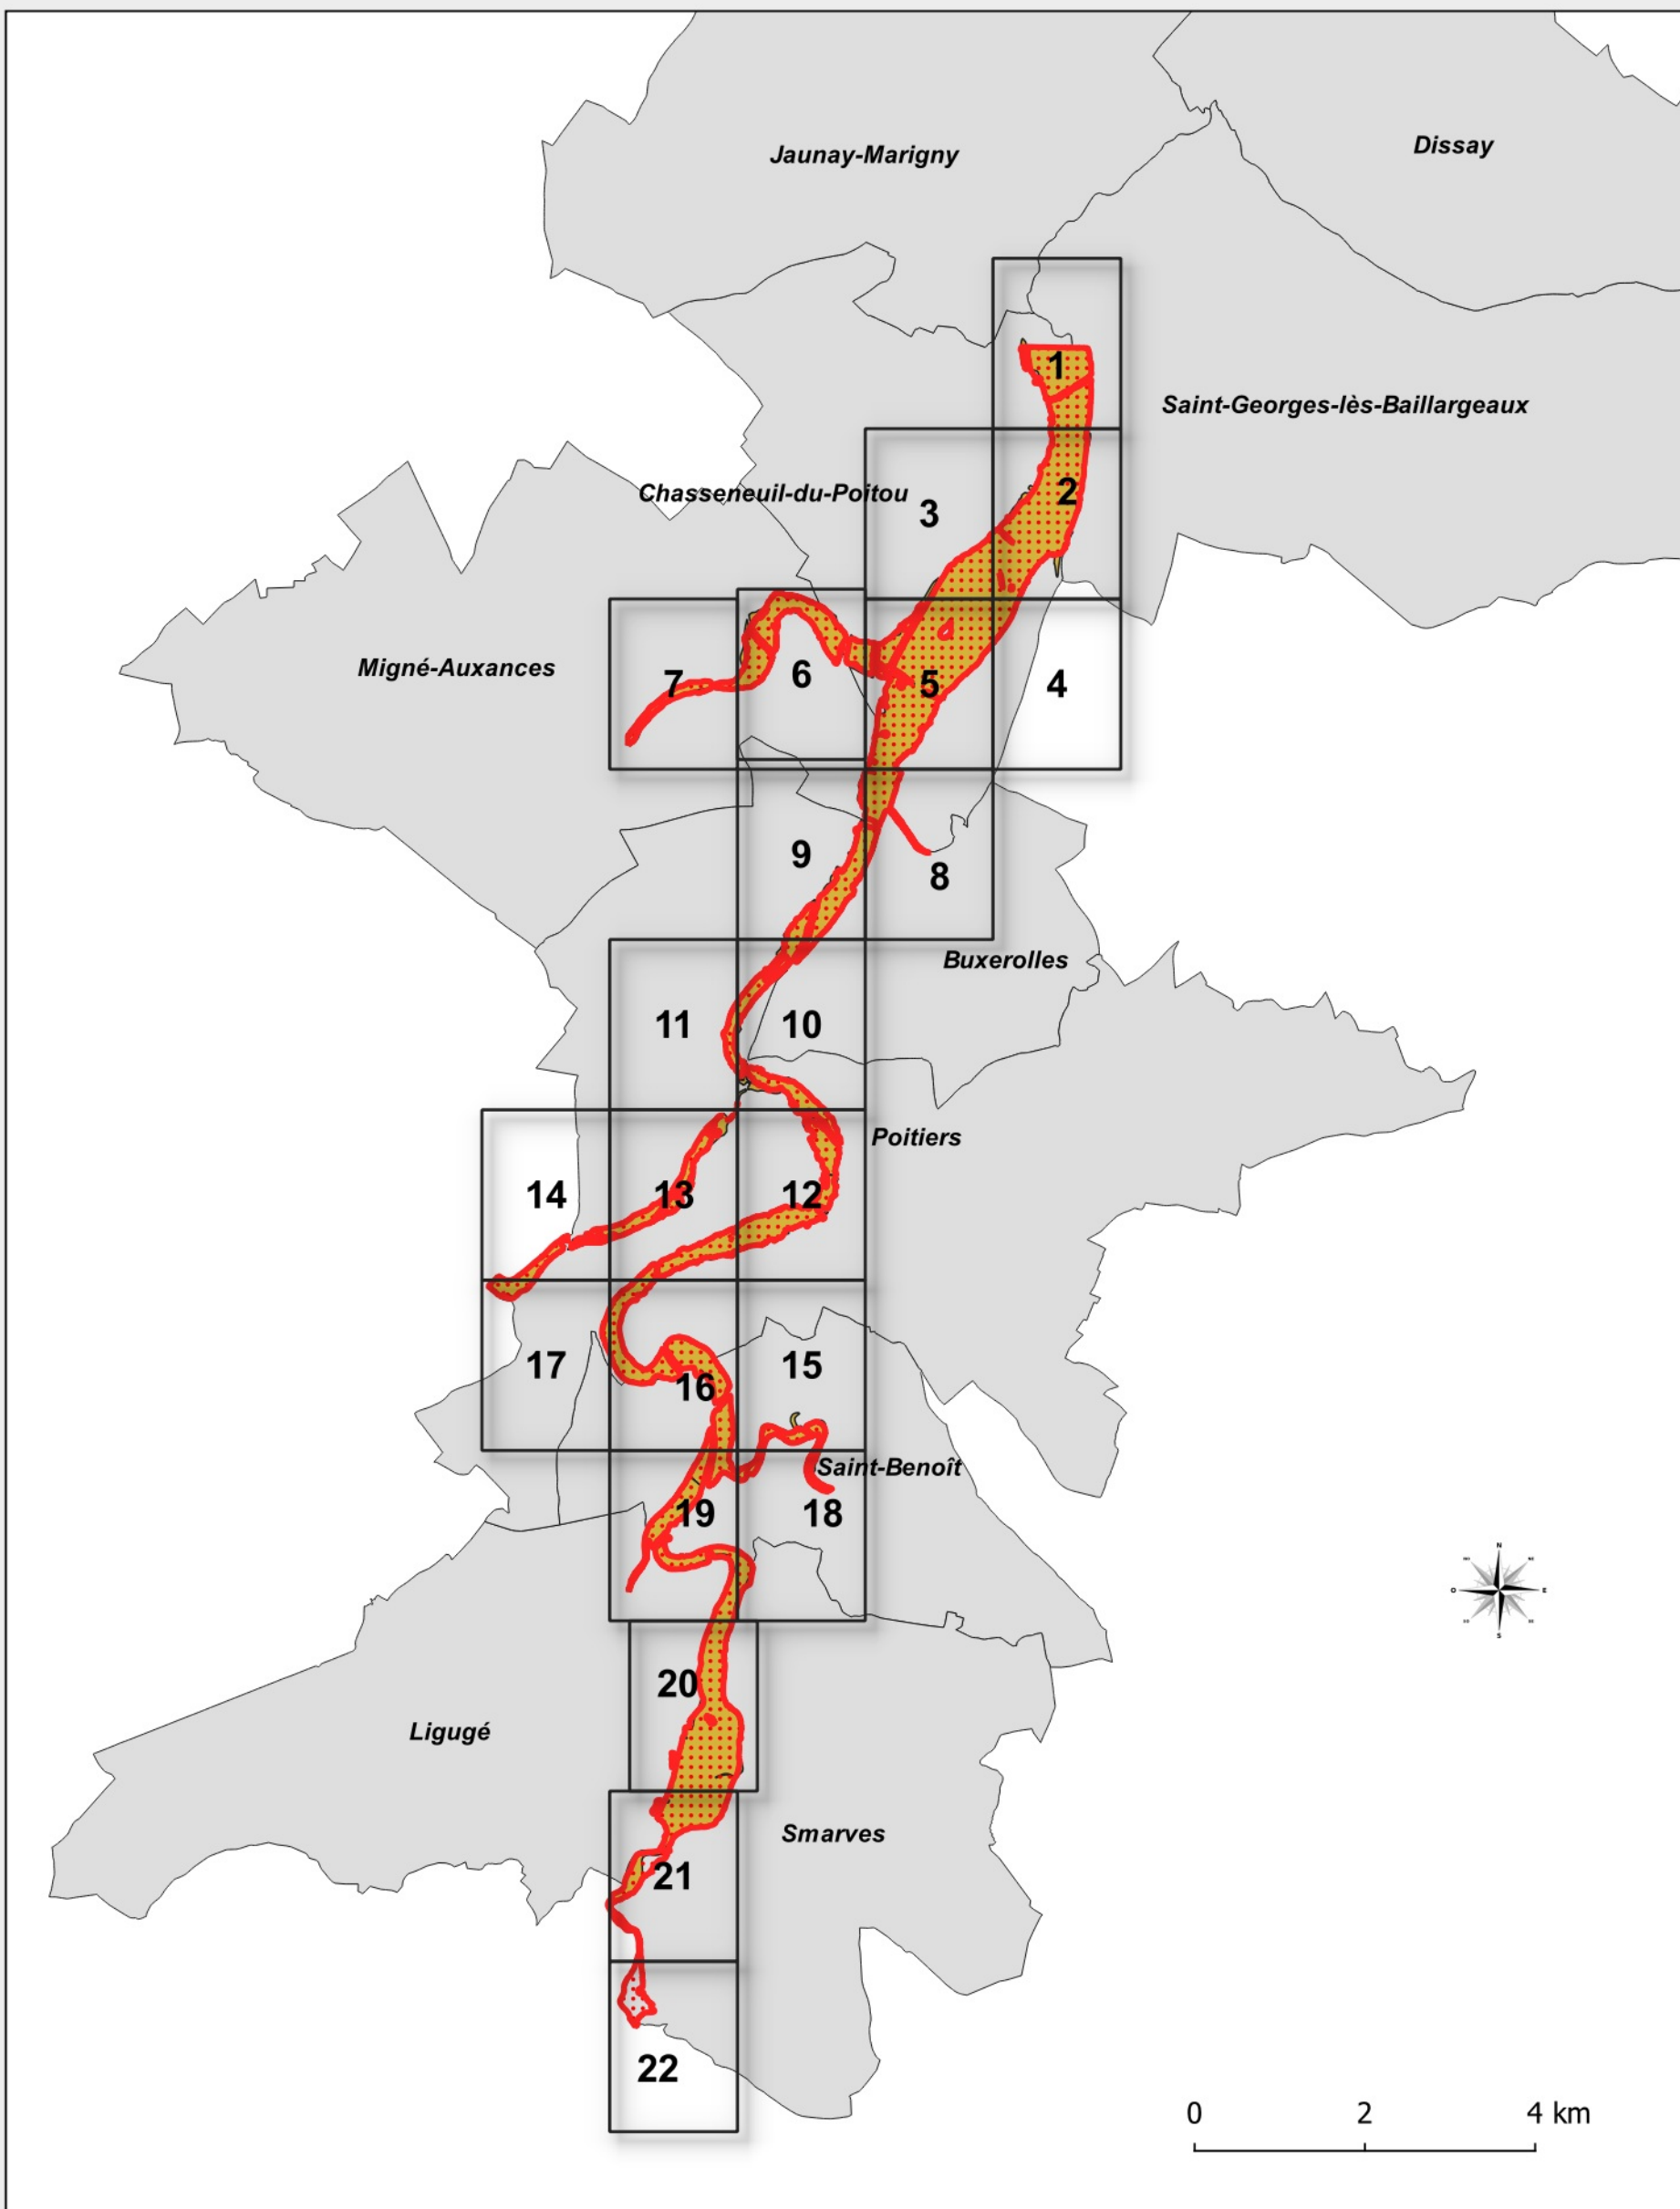 Jaunay-Marigny
Dissay
1
Saint-Georges-lès-Baillargeaux
Chasseneuil-du-Poitou
2
3
Migné-Auxances
7
6
5
4
9
8
Buxerolles
11
10
Poitiers
14
13
12
17
16
15
Saint-Benoît
19
18
N
O
E
S
20
Ligugé
Smarves
21
22
0 2 4 km